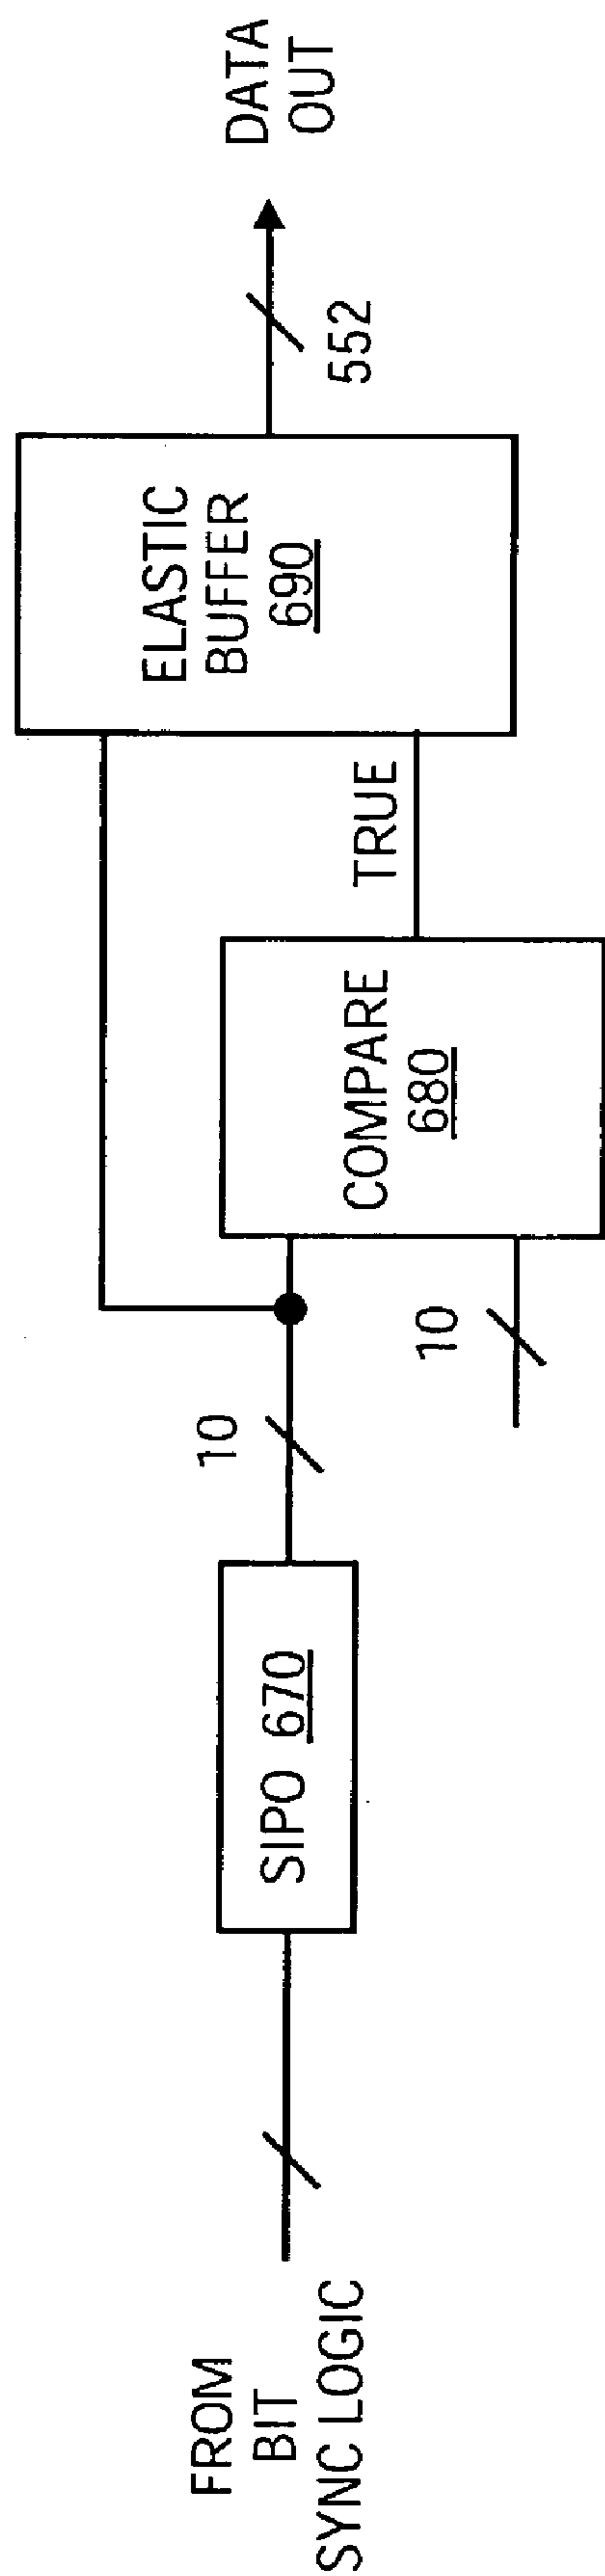 FROM
BIT
SYNC LOGIC
SIPO 670
10
10
COMPARE
680
TRUE
ELASTIC
BUFFER
690
552
DATA
OUT